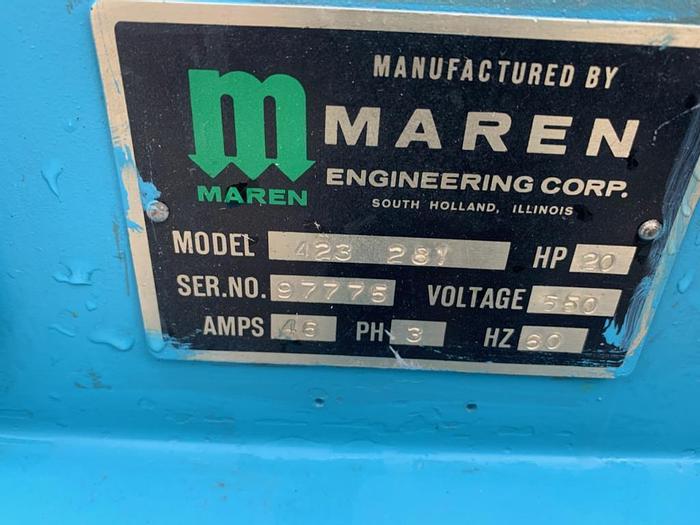 MANUFACTURED BY
m MAREN
MAREN
ENGINEERING CORP.
SOUTH HOLLAND, ILLINOIS
MODEL 423 HP 20
SER.NO. 97775 VOLTAGE 550
AMPS 46 PH 3 HZ 60